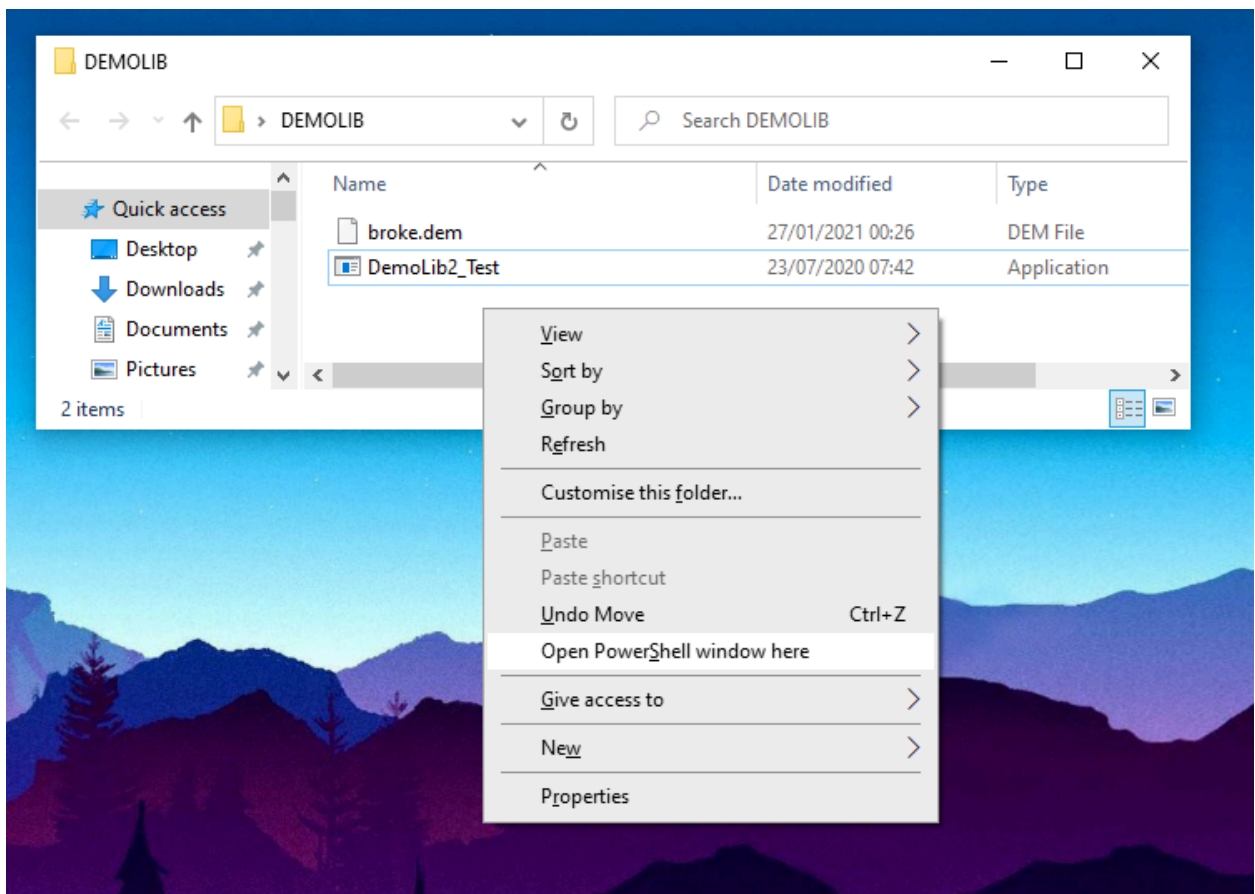 DEMOLIB
DEMOLIB
Search DEMOLIB
Name
Date modified
Type
Quick access
Desktop
Downloads
Documents
Pictures
broke.dem
27/01/2021 00:26
DEM File
DemoLib2_Test
23/07/2020 07:42
Application
2 items
View
Sort by
Group by
Refresh
Customise this folder...
Paste
Paste shortcut
Undo Move Ctrl+Z
Open PowerShell window here
Give access to
New
Properties